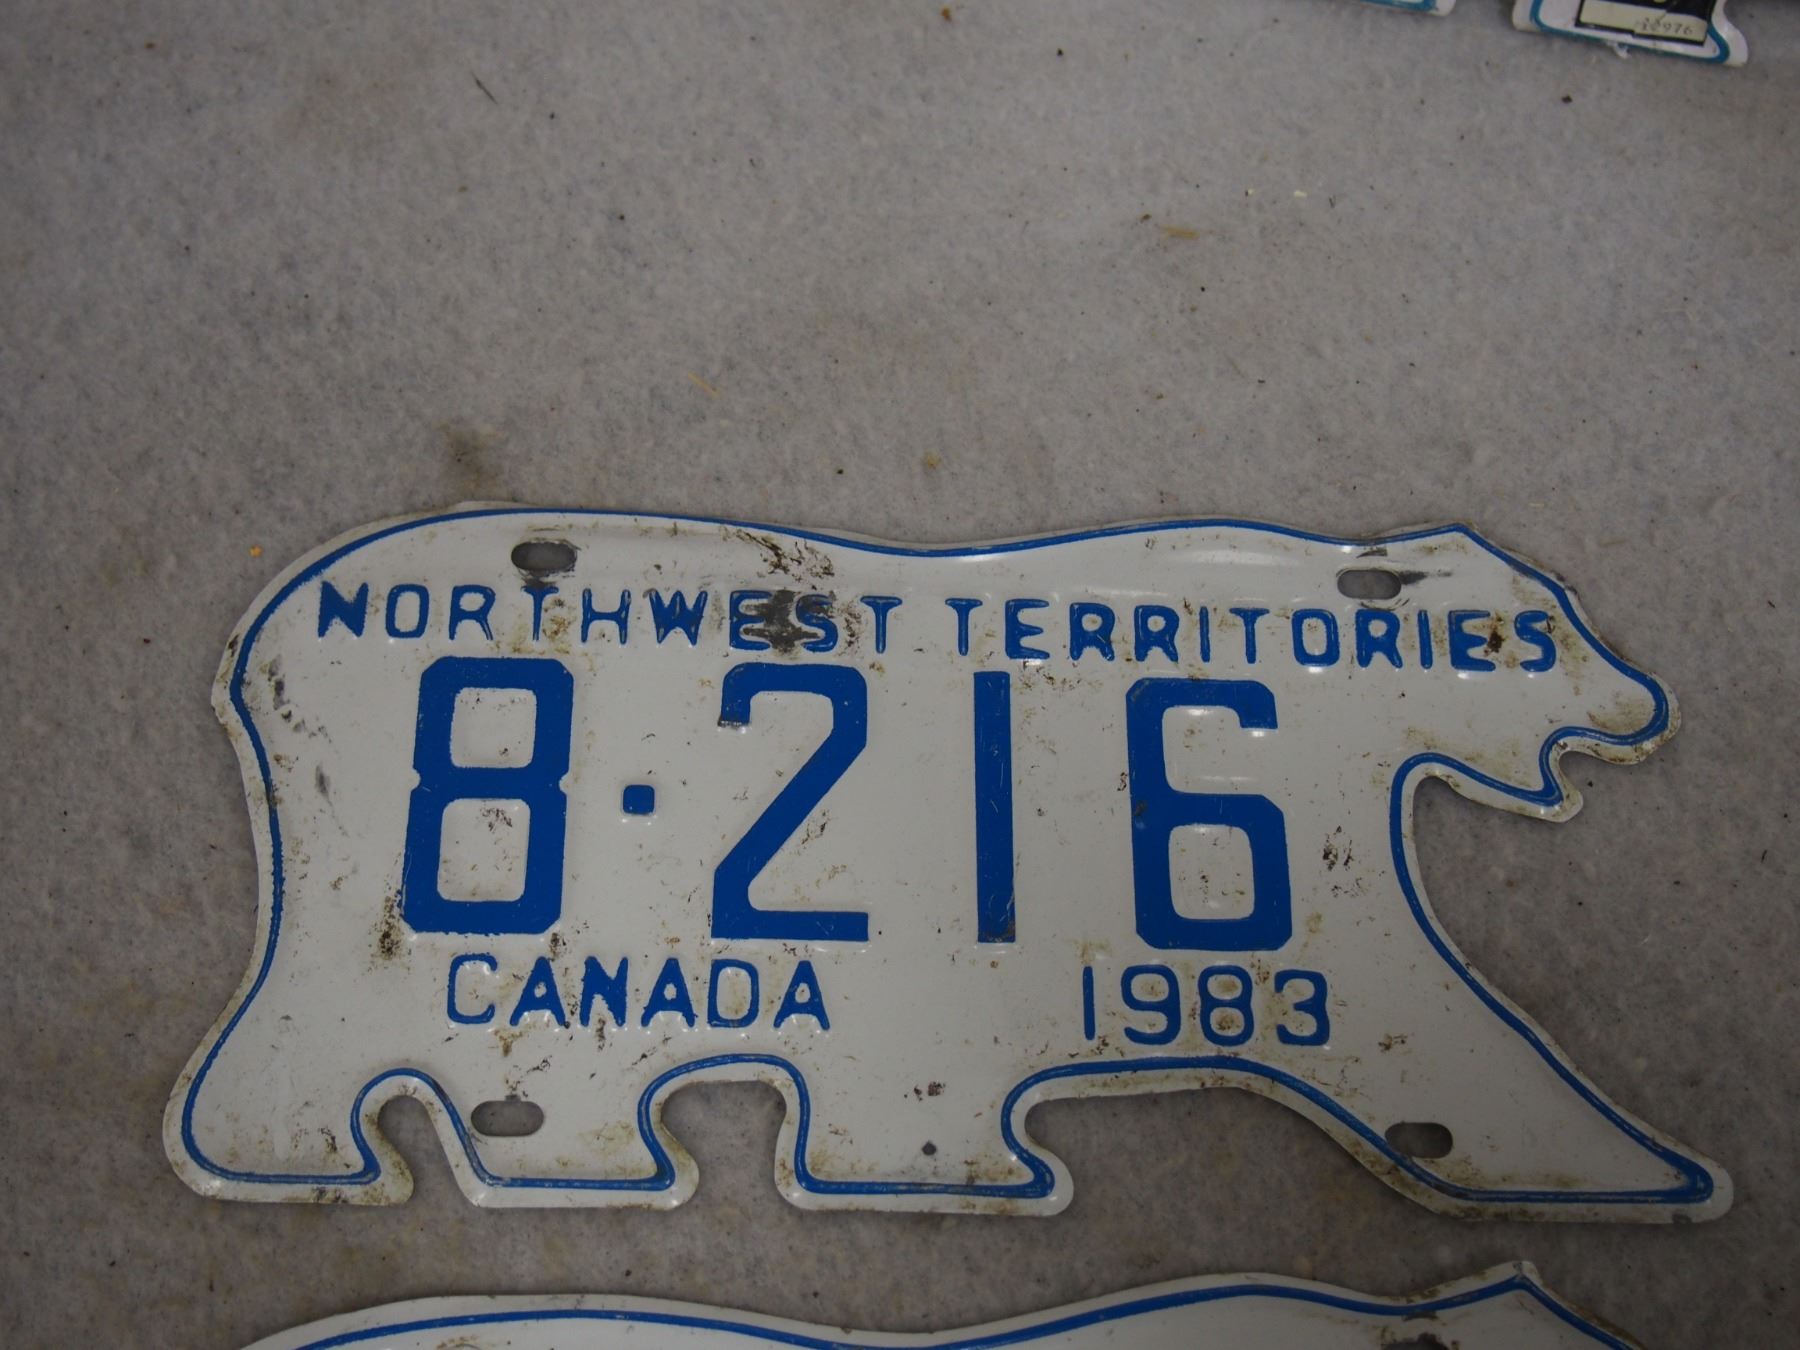 NORTHWEST TERRITORIES
8·216
CANADA 1983